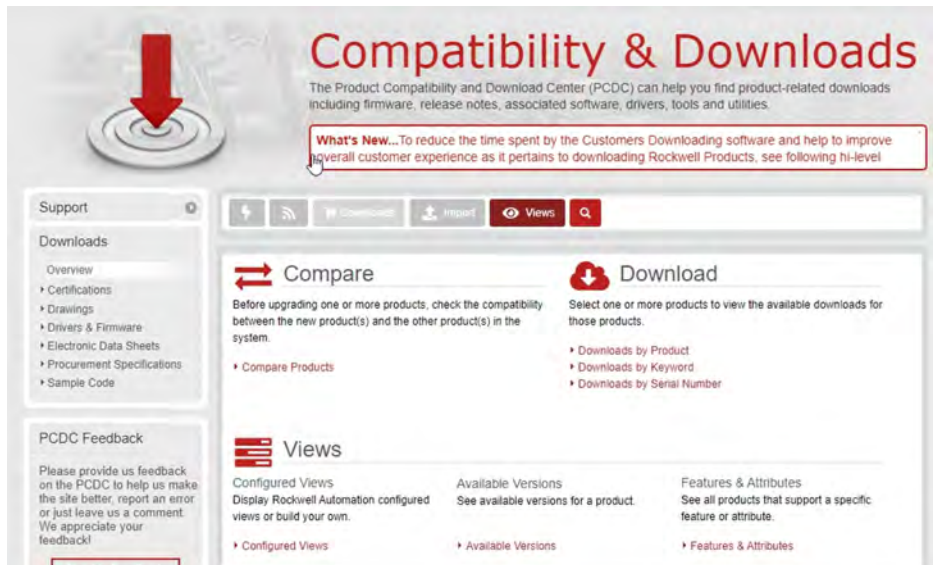 Compatibility & Downloads
The Product Compatibility and Download Center (PCDC) can help you find product-related downloads
including firmware, release notes, associated software, drivers, tools and utilities.
What's New...To reduce the time spent by the Customers Downloading software and help to improve
overall customer experience as it pertains to downloading Rockwell Products, see following hi-level
Support
Downloads
Overview
Certifications
Drawings
Drivers & Firmware
Electronic Data Sheets
Procurement Specifications
Sample Code
PCDC Feedback
Please provide us feedback
on the PCDC to help us make
the site better, report an error
or just leave us a comment
We appreciate your
feedback!
Downloads Import Views
Compare
Before upgrading one or more products, check the compatibility
between the new product(s) and the other product(s) in the
system.
Compare Products
Download
Select one or more products to view the available downloads for
those products.
Downloads by Product
Downloads by Keyword
Downloads by Serial Number
Views
Configured Views
Display Rockwell Automation configured
views or build your own.
Configured Views
Available Versions
See available versions for a product.
Available Versions
Features & Attributes
See all products that support a specific
feature or attribute.
Features & Attributes